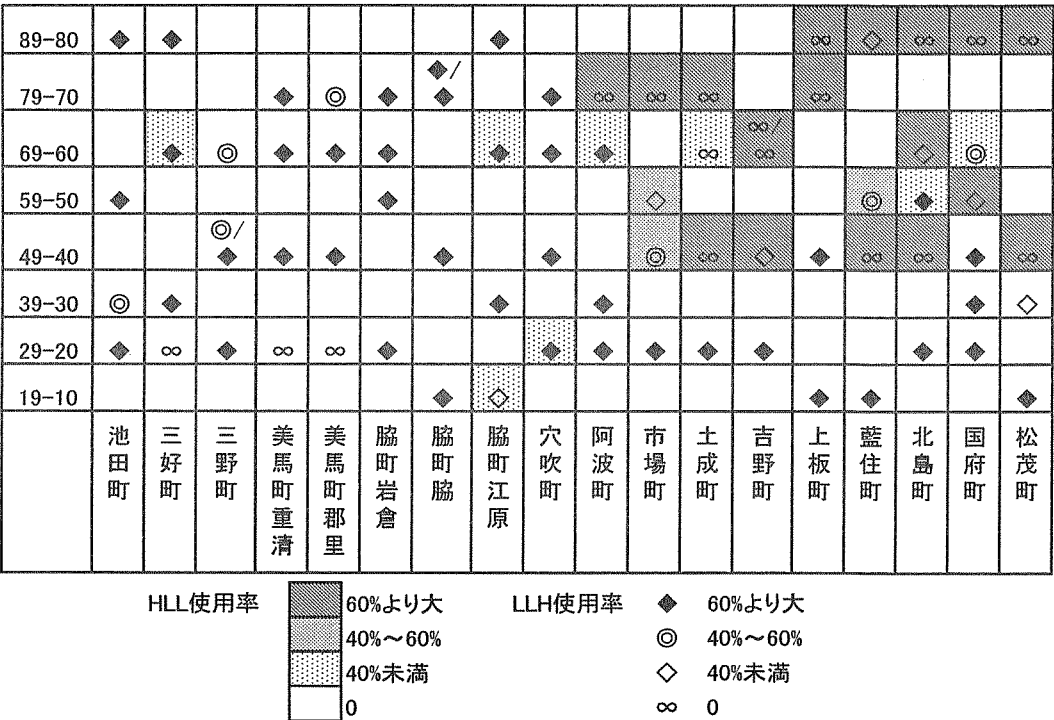 89-80 ◆ ◆ ◆ ∞ ◇ ∞ ∞ ∞
79-70 ◆ ◎ ◆ ◆/◆ ◆ ∞ ∞ ∞ ∞
69-60 ◆ ◎ ◆ ◆ ◆ ◆ ◆ ◆ ∞ ∞/∞ ◇ ◎
59-50 ◆ ◆ ◇ ◎ ◆ ◇
49-40 ◎/◆ ◆ ◆ ◆ ◆ ◎ ∞ ◇ ◆ ∞ ∞ ◆ ∞
39-30 ◎ ◆ ◆ ◆ ◆ ◇
29-20 ◆ ∞ ◆ ∞ ∞ ◆ ◆ ◆ ◆ ◆ ◆ ◆ ◆
19-10 ◆ ◇ ◆ ◆ ◆
池田町
三好町
三野町
美馬町重清
美馬町郡里
脇町岩倉
脇町脇
脇町江原
穴吹町
阿波町
市場町
土成町
吉野町
上板町
藍住町
北島町
国府町
松茂町
HLL使用率 60%より大 LLH使用率 ◆ 60%より大
40%～60% ◎ 40%～60%
40%未満 ◇ 40%未満
0 ∞ 0